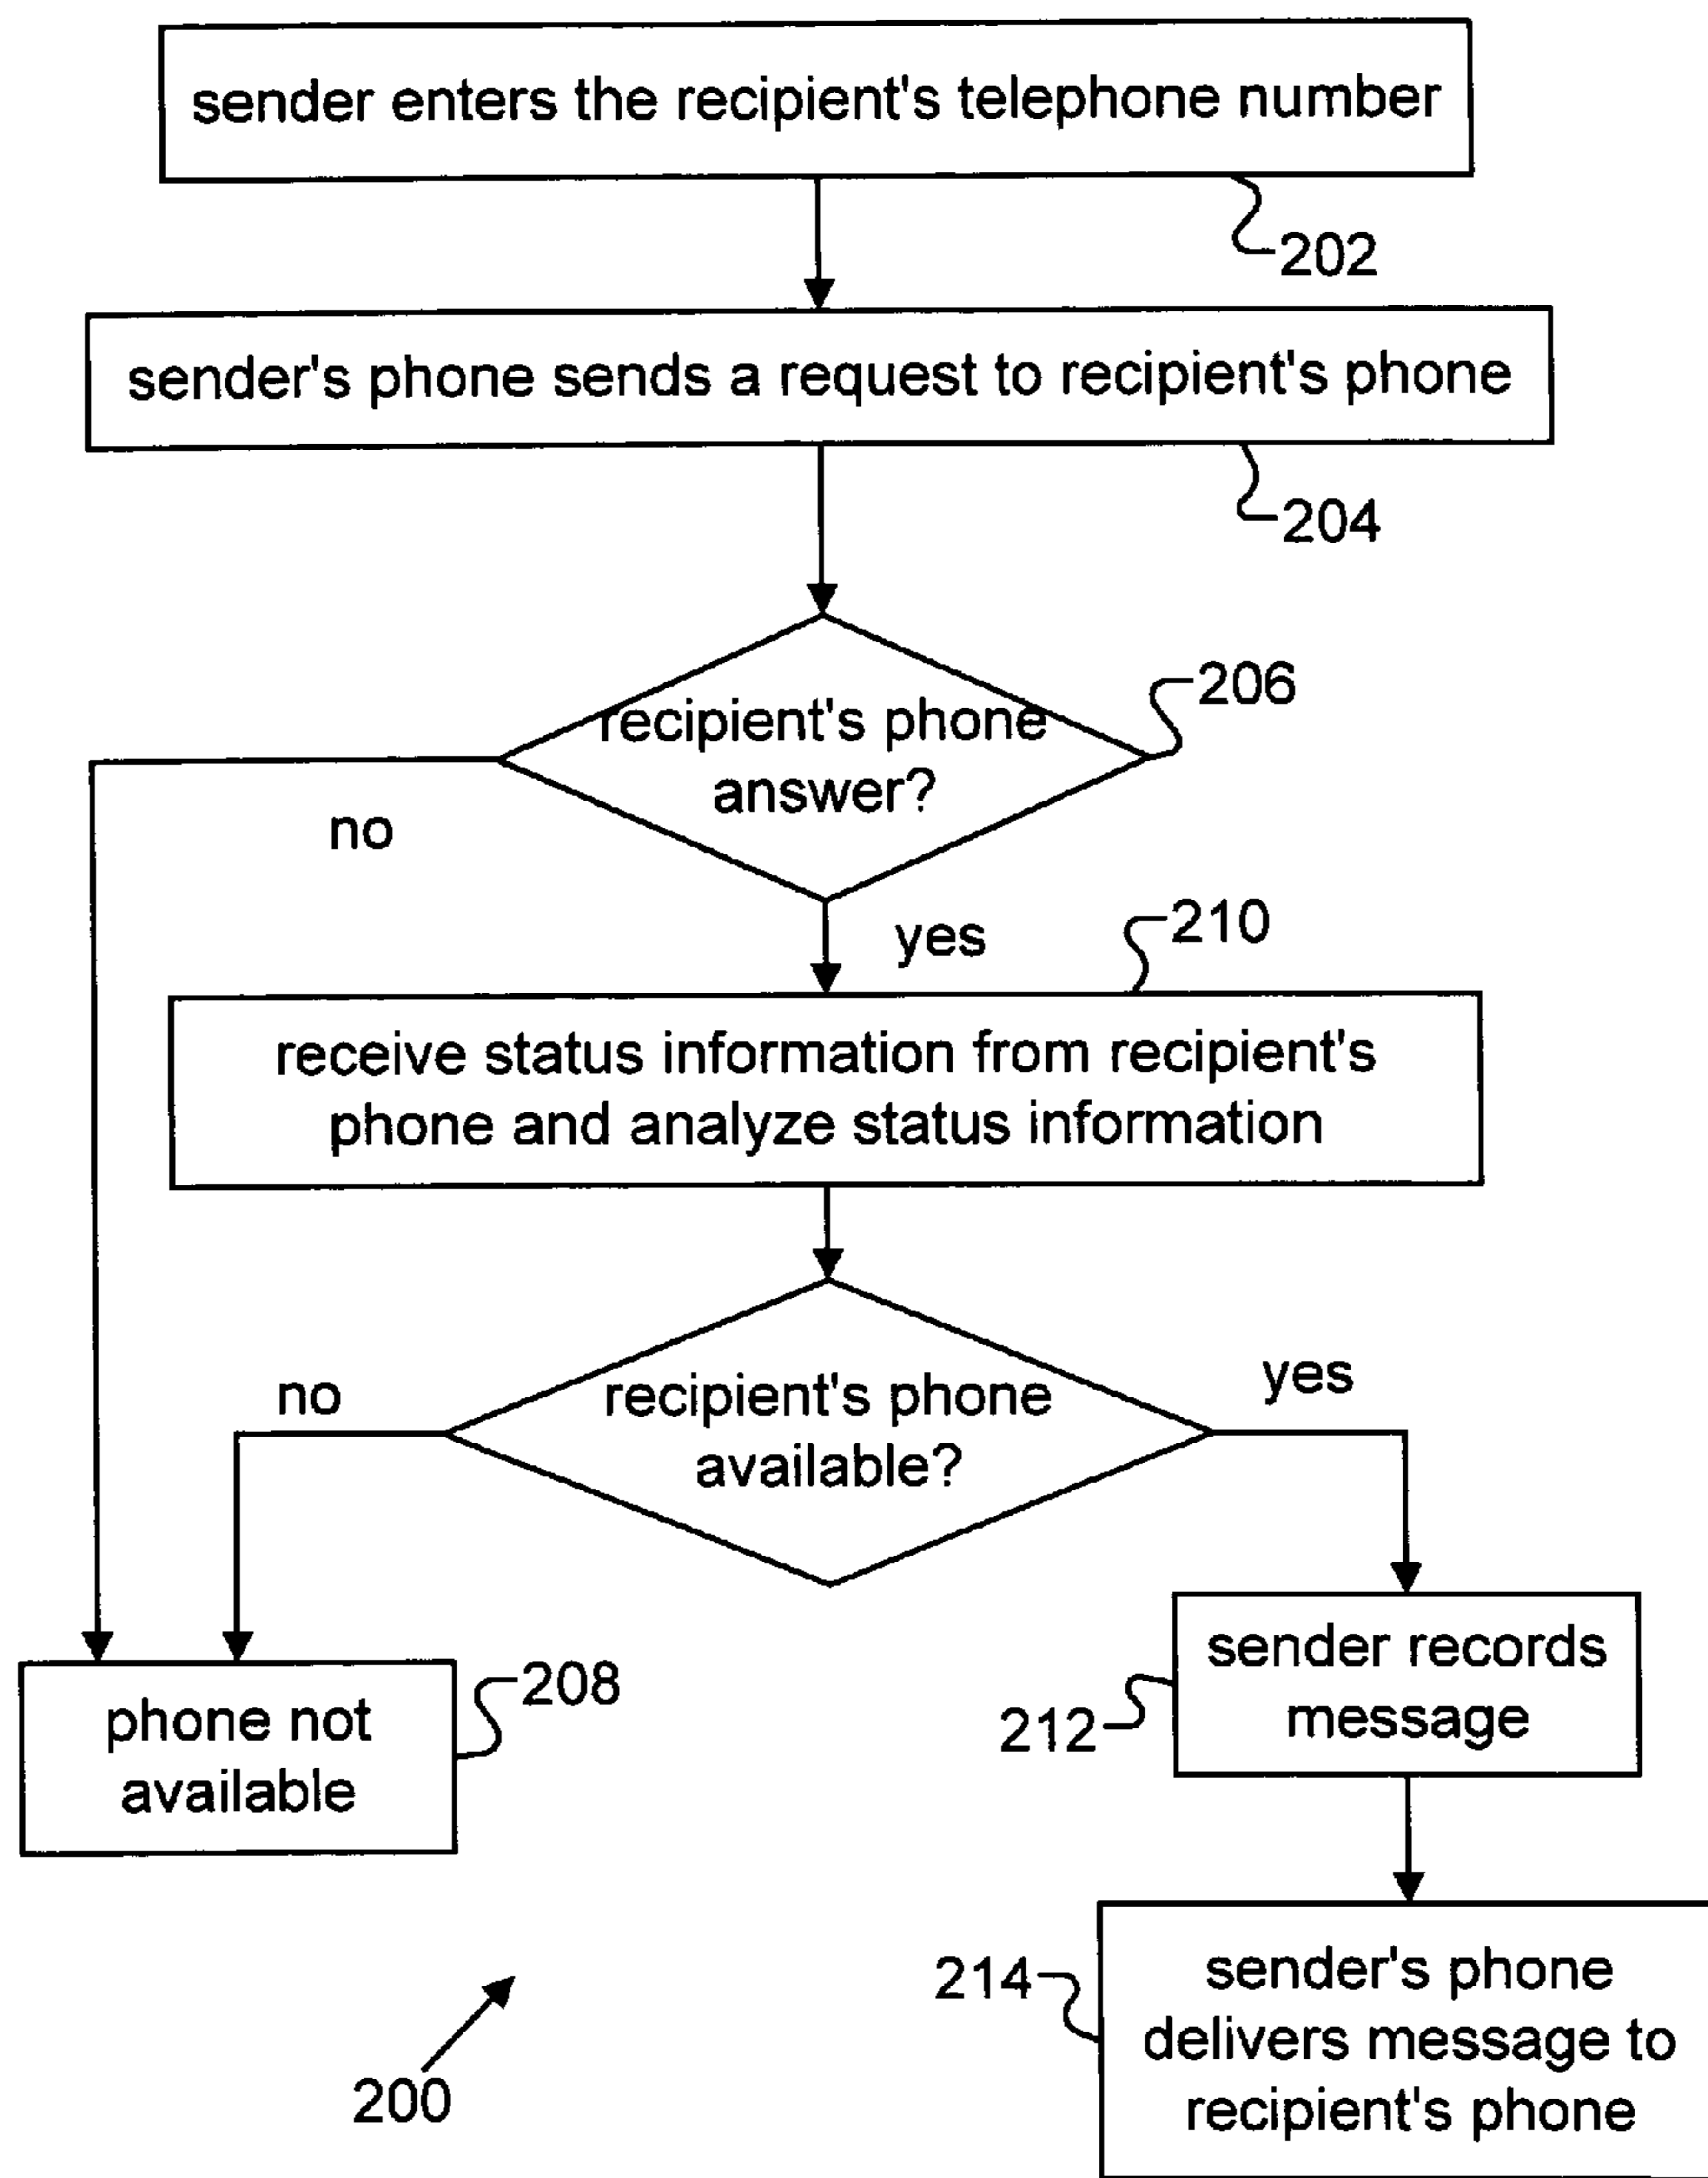 sender enters the recipient's telephone number
202
sender's phone sends a request to recipient's phone
204
recipient's phone
answer?
206
no
yes
210
receive status information from recipient's
phone and analyze status information
recipient's phone
available?
no
yes
phone not
available
208
sender records
message
212
sender's phone
delivers message to
recipient's phone
214
200